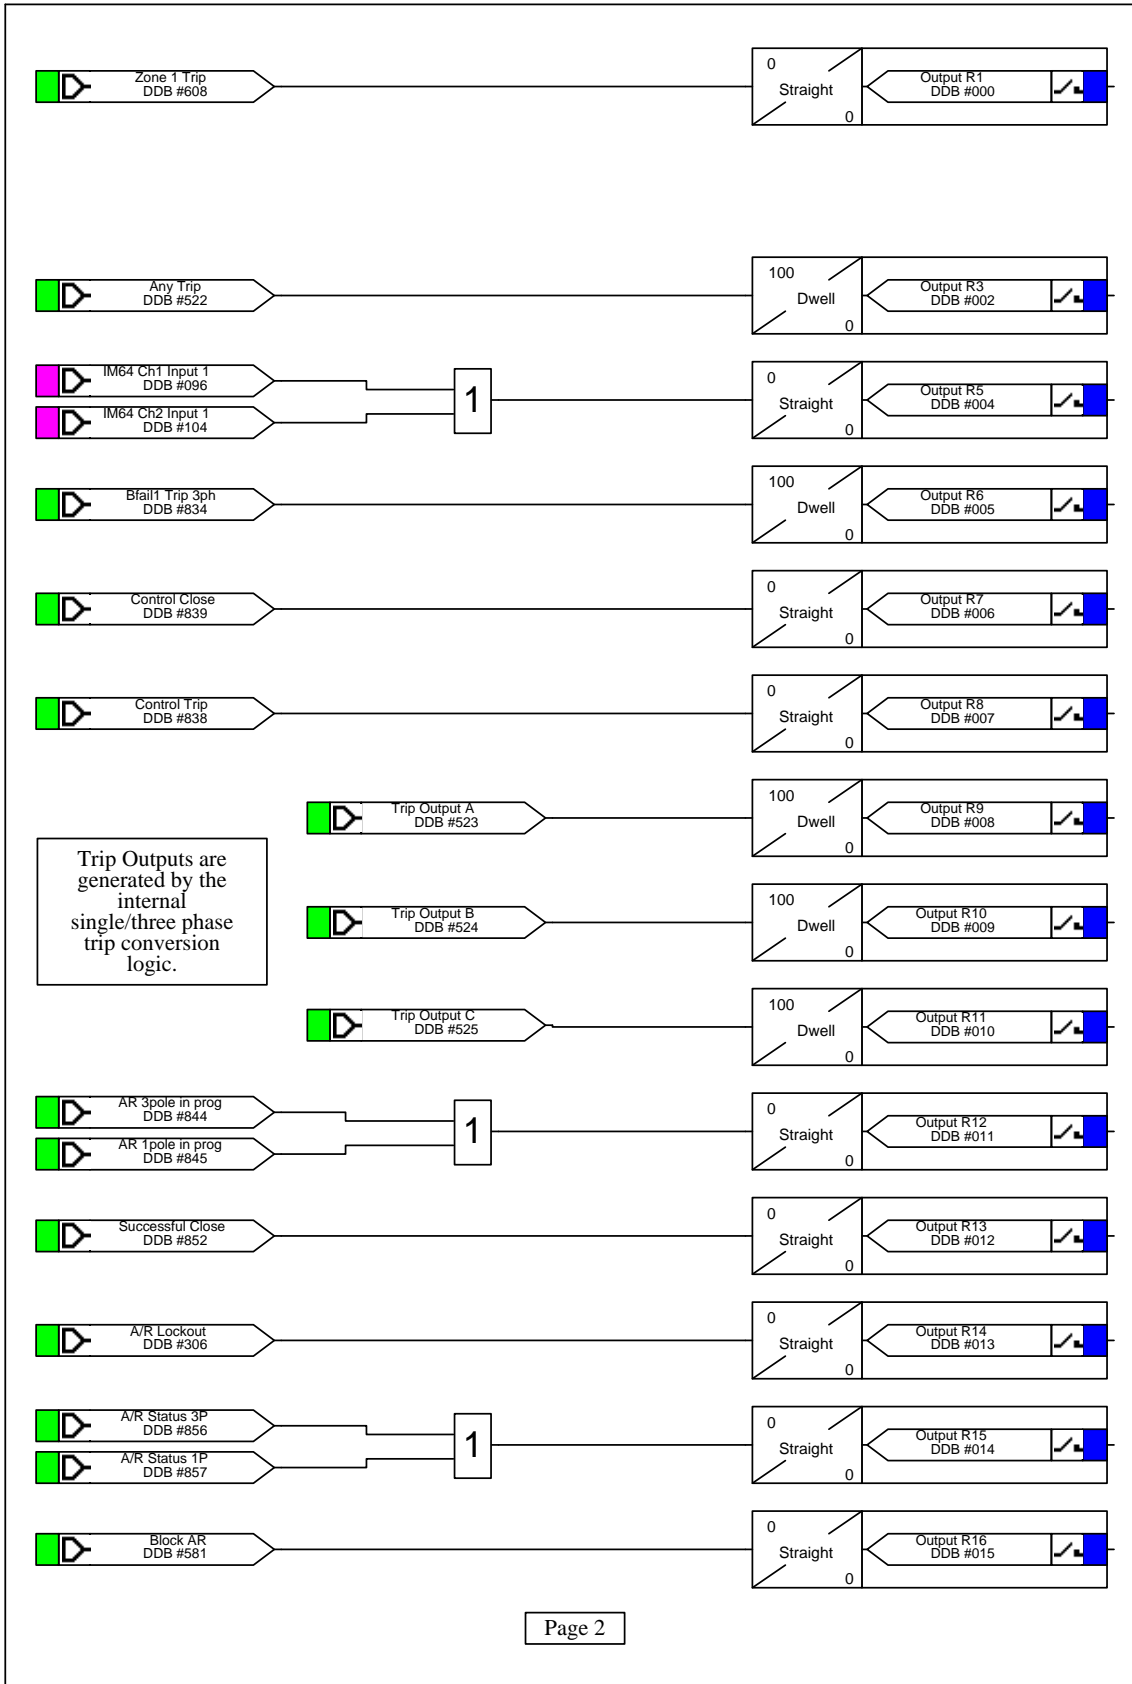 Zone 1 Trip
DDB #608
0
Straight
0
Output R1
DDB #000
Any Trip
DDB #522
100
Dwell
0
Output R3
DDB #002
IM64 Ch1 Input 1
DDB #096
IM64 Ch2 Input 1
DDB #104
1
0
Straight
0
Output R5
DDB #004
Bfail1 Trip 3ph
DDB #834
100
Dwell
0
Output R6
DDB #005
Control Close
DDB #839
0
Straight
0
Output R7
DDB #006
Control Trip
DDB #838
0
Straight
0
Output R8
DDB #007
Trip Output A
DDB #523
100
Dwell
0
Output R9
DDB #008
Trip Outputs are
generated by the
internal
single/three phase
trip conversion
logic.
Trip Output B
DDB #524
100
Dwell
0
Output R10
DDB #009
Trip Output C
DDB #525
100
Dwell
0
Output R11
DDB #010
AR 3pole in prog
DDB #844
AR 1pole in prog
DDB #845
1
0
Straight
0
Output R12
DDB #011
Successful Close
DDB #852
0
Straight
0
Output R13
DDB #012
A/R Lockout
DDB #306
0
Straight
0
Output R14
DDB #013
A/R Status 3P
DDB #856
A/R Status 1P
DDB #857
1
0
Straight
0
Output R15
DDB #014
Block AR
DDB #581
0
Straight
0
Output R16
DDB #015
Page 2